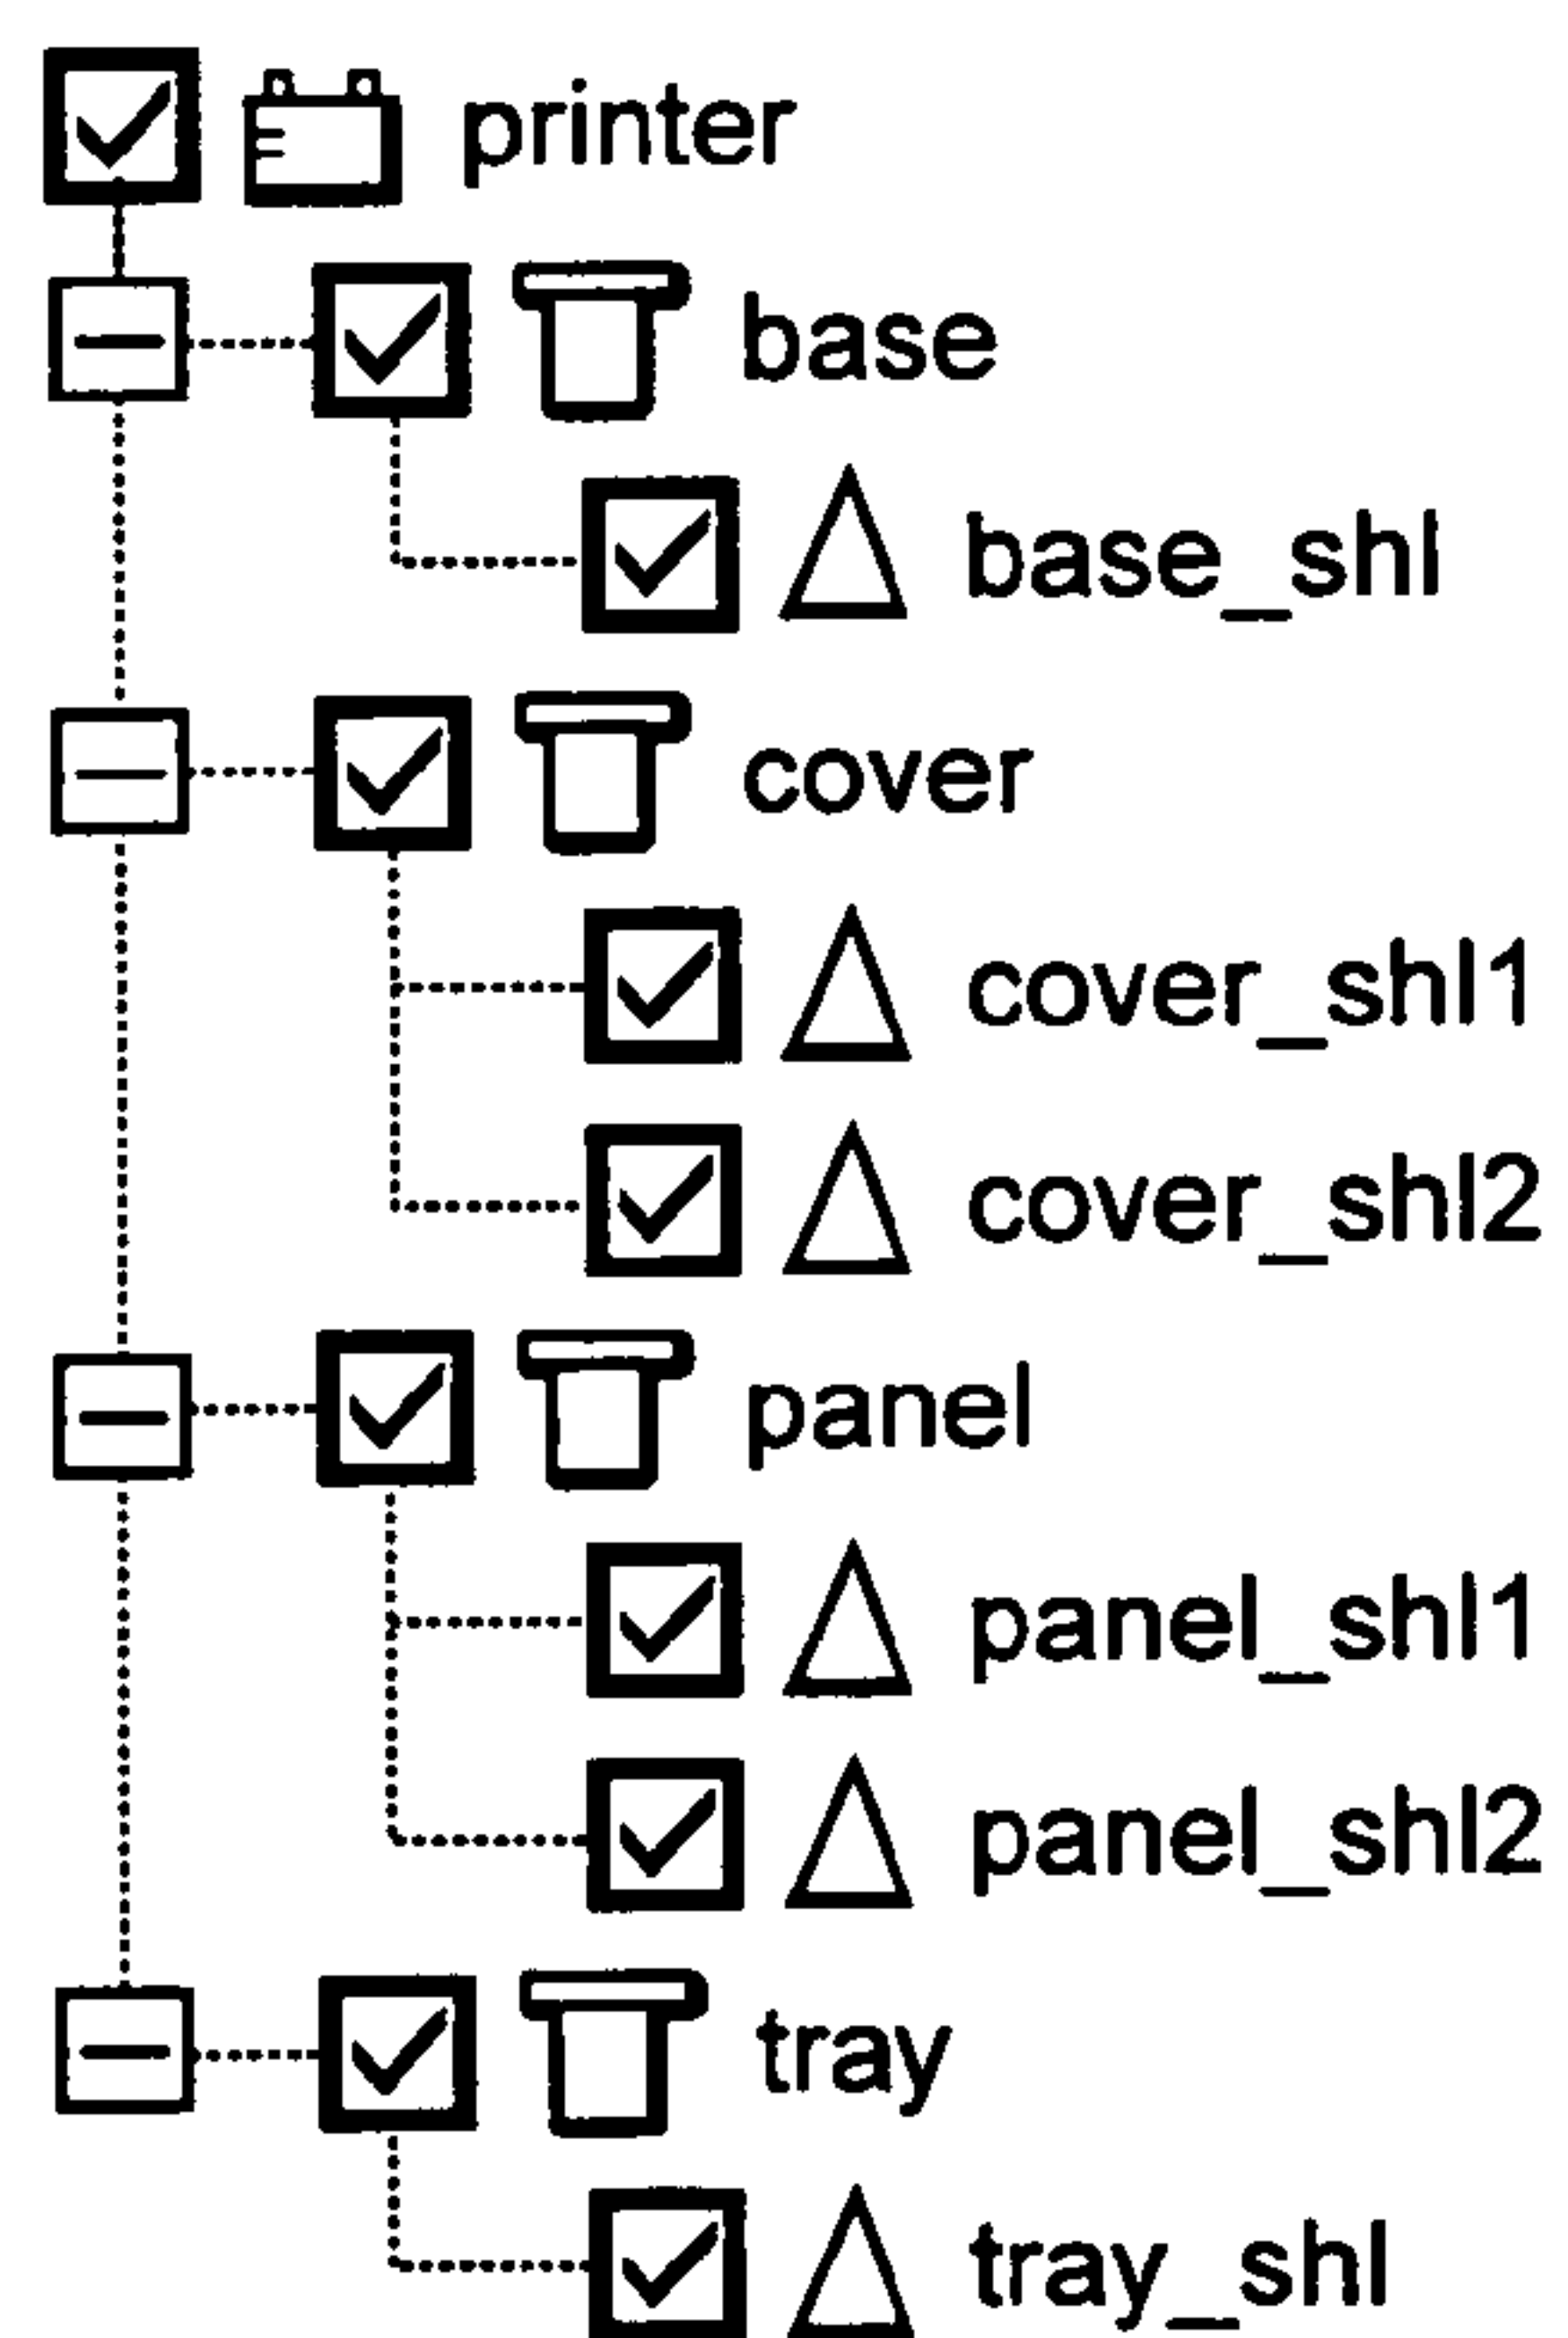 printer
base
base_shl
cover
cover_shl1
cover_shl2
panel
panel_shl1
panel_shl2
tray
tray_shl